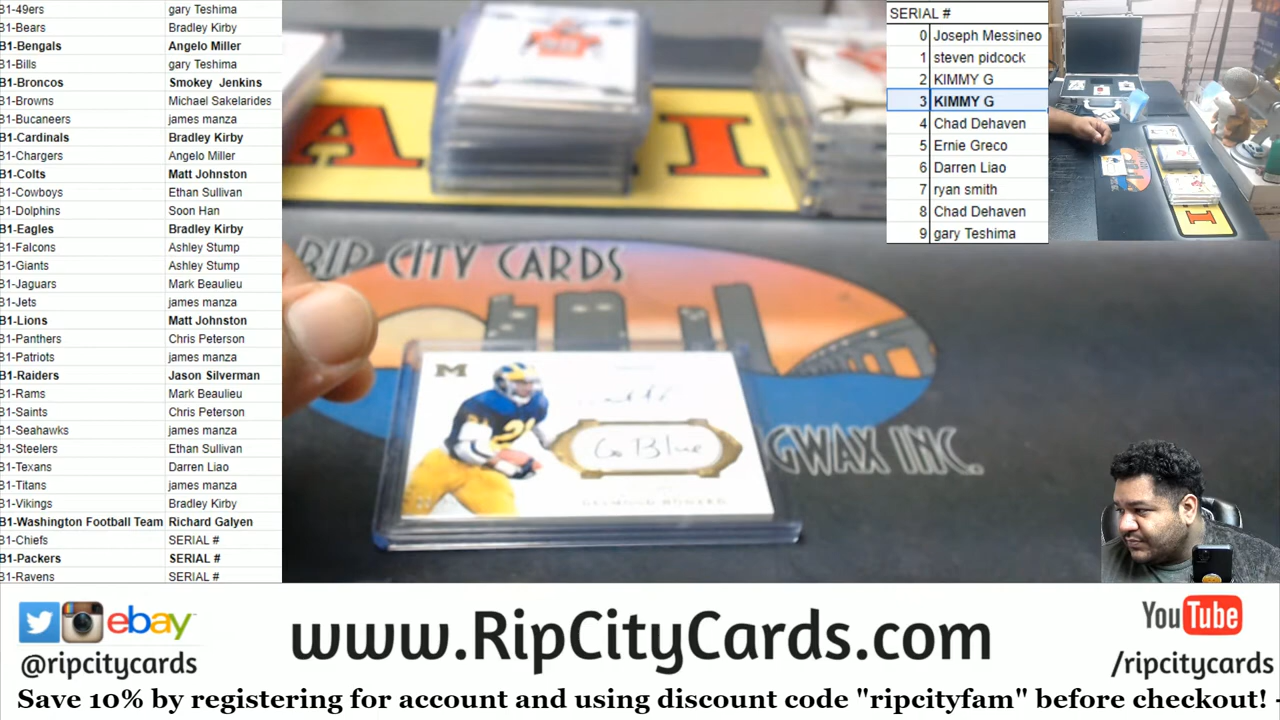 B1-49ers gary Teshima
B1-Bears Bradley Kirby
B1-Bengals Angelo Miller
B1-Bills gary Teshima
B1-Broncos Smokey Jenkins
B1-Browns Michael Sakelarides
B1-Bucaneers james manza
B1-Cardinals Bradley Kirby
B1-Chargers Angelo Miller
B1-Colts Matt Johnston
B1-Cowboys Ethan Sullivan
B1-Dolphins Soon Han
B1-Eagles Bradley Kirby
B1-Falcons Ashley Stump
B1-Giants Ashley Stump
B1-Jaguars Mark Beaulieu
B1-Jets james manza
B1-Lions Matt Johnston
B1-Panthers Chris Peterson
B1-Patriots james manza
B1-Raiders Jason Silverman
B1-Rams Mark Beaulieu
B1-Saints Chris Peterson
B1-Seahawks james manza
B1-Steelers Ethan Sullivan
B1-Texans Darren Liao
B1-Titans james manza
B1-Vikings Bradley Kirby
B1-Washington Football Team Richard Galyen
B1-Chiefs SERIAL #
B1-Packers SERIAL #
B1-Ravens SERIAL #
SERIAL #
0 Joseph Messineo
1 steven pidcock
2 KIMMY G
3 KIMMY G
4 Chad Dehaven
5 Ernie Greco
6 Darren Liao
7 ryan smith
8 Chad Dehaven
9 gary Teshima
A I
RIP CITY CARDS
GWAX INC.
M
21
Go Blue
I
ebay
@ripcitycards
www.RipCityCards.com
YouTube
/ripcitycards
Save 10% by registering for account and using discount code "ripcityfam" before checkout!